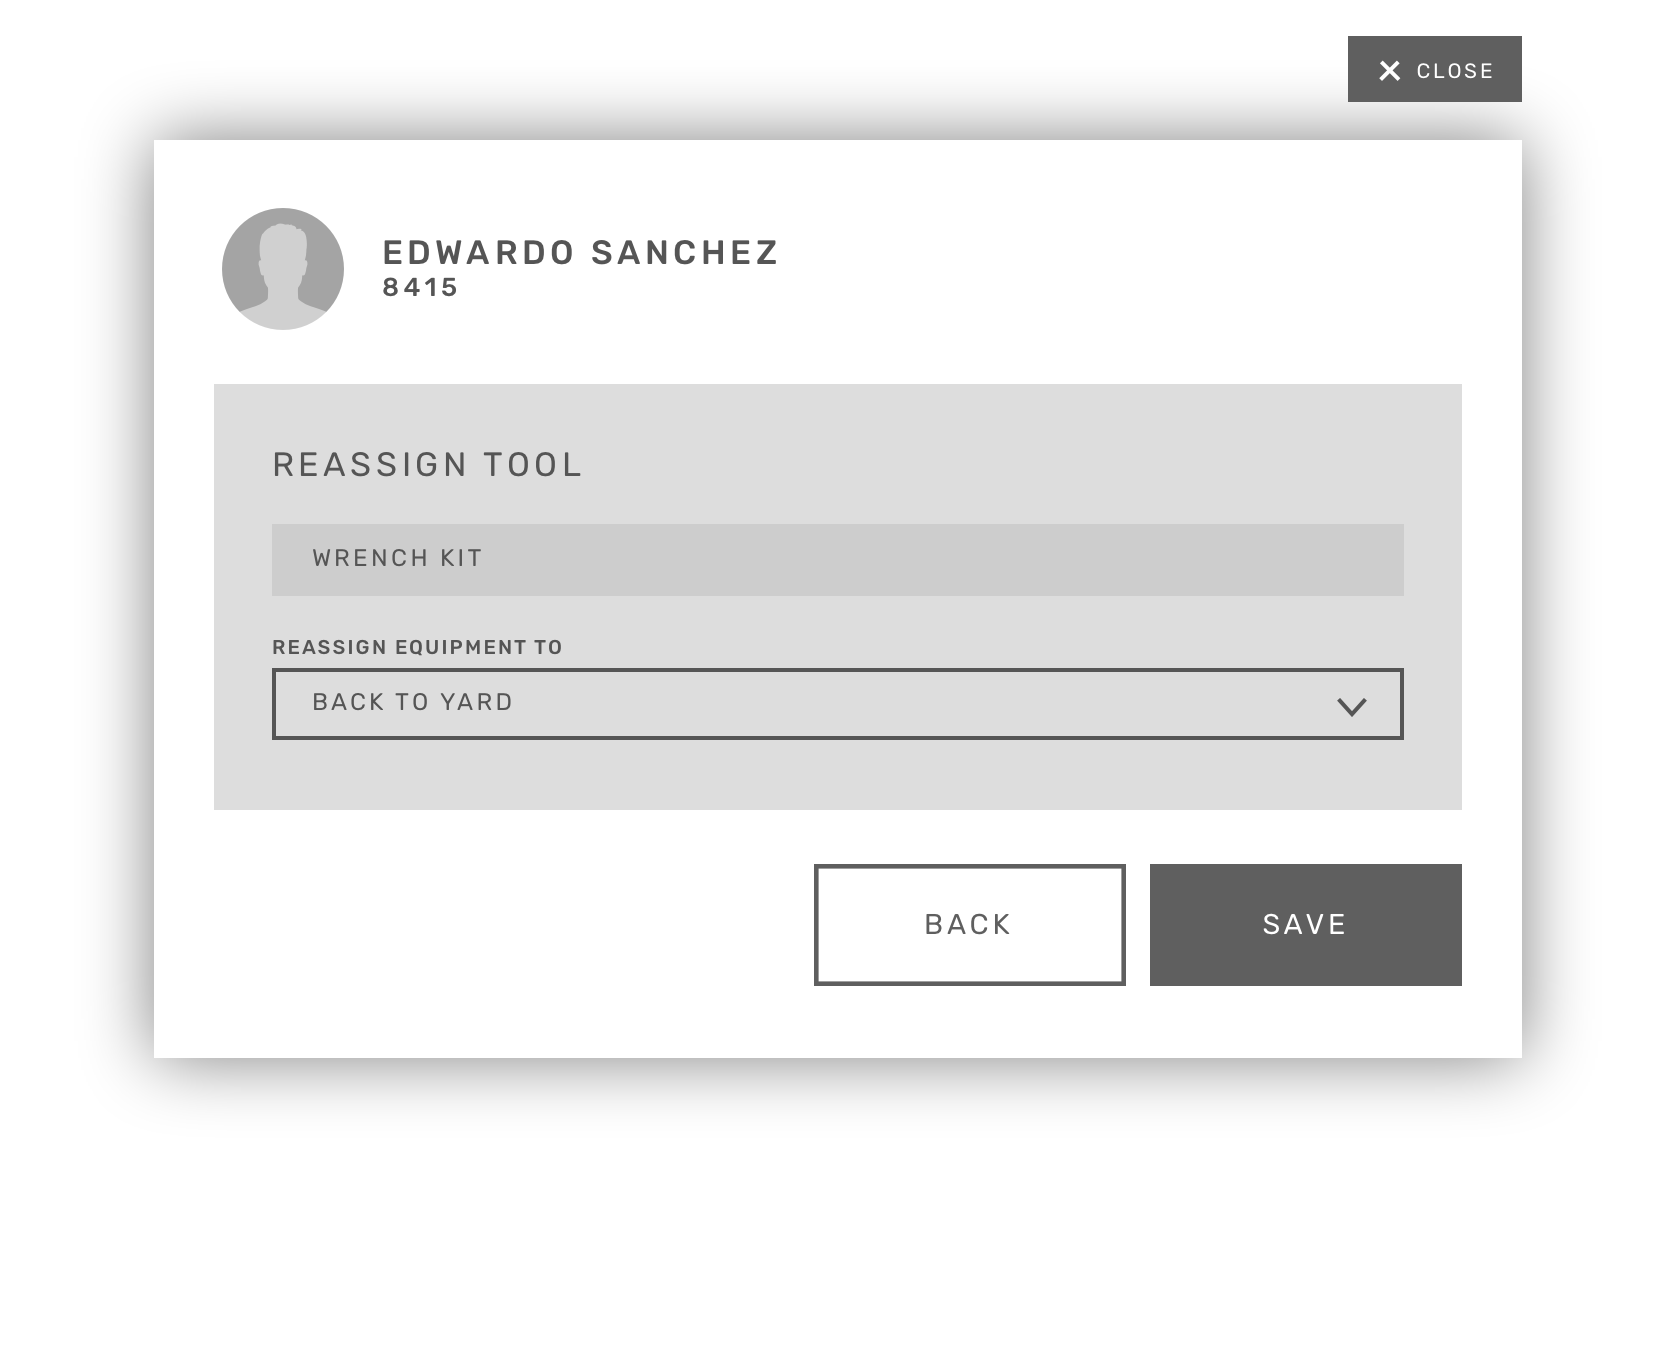 CLOSE
EDWARDO SANCHEZ
8415
REASSIGN TOOL
WRENCH KIT
REASSIGN EQUIPMENT TO
BACK TO YARD
BACK
SAVE